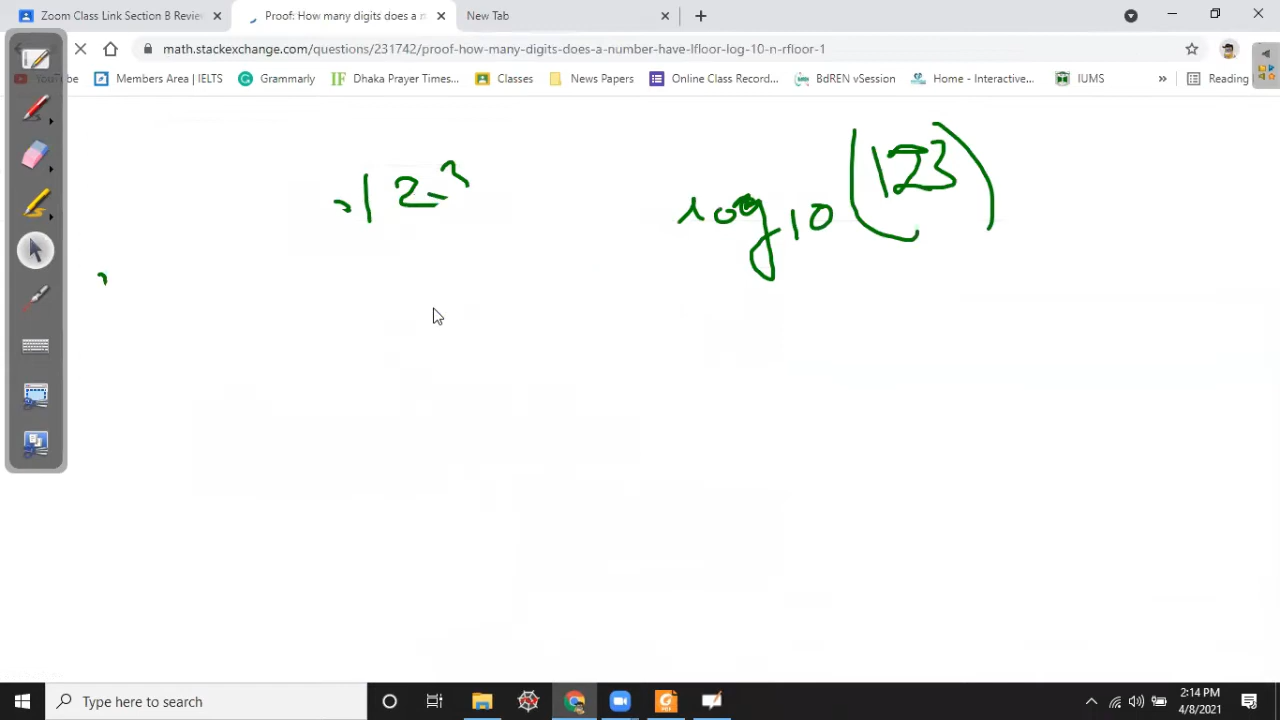 Zoom Class Link Section B Revie
Proof: How many digits does a n
New Tab
math.stackexchange.com/questions/231742/proof-how-many-digits-does-a-number-have-lfloor-log-10-n-rfloor-1
YouTube
Members Area | IELTS
Grammarly
Dhaka Prayer Times...
Classes
News Papers
Online Class Record...
BdREN vSession
Home - Interactive...
IUMS
»
Reading
123
log10(123)
Type here to search
2:14 PM
4/8/2021